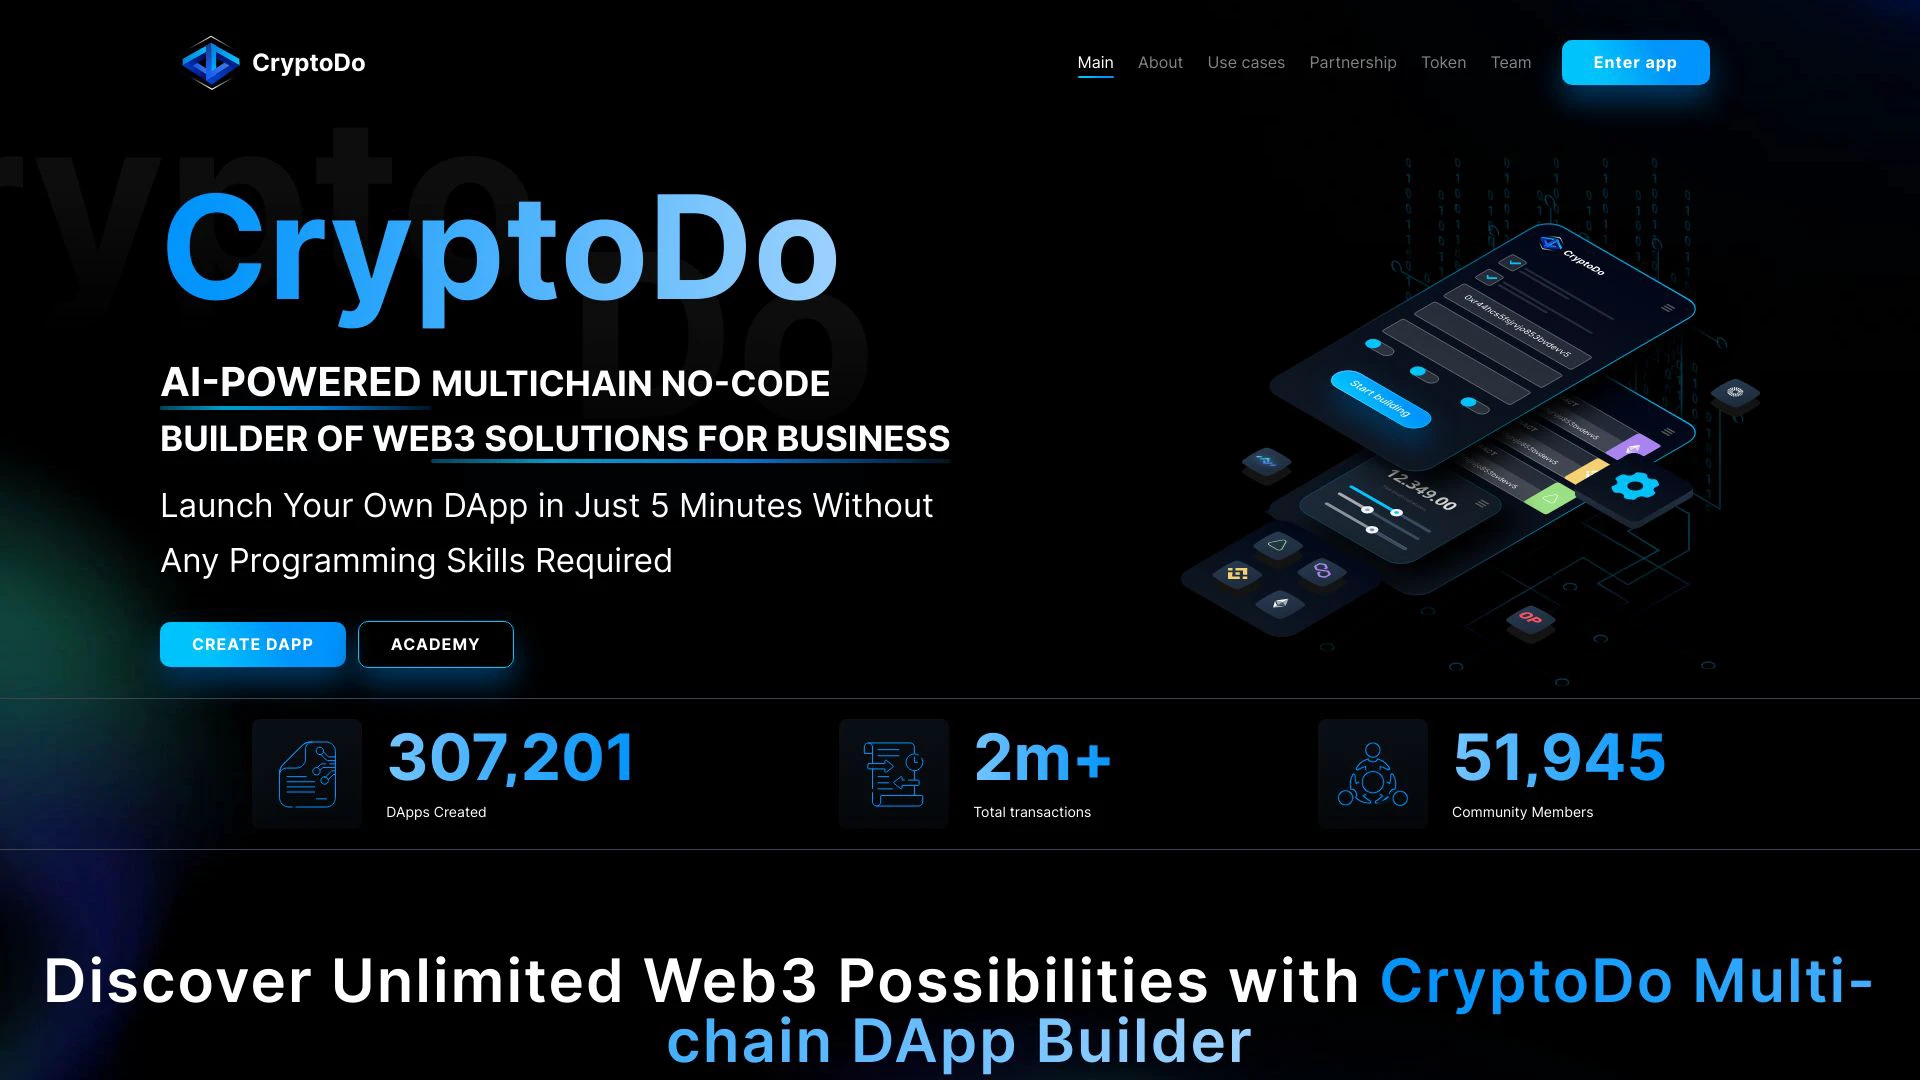 CryptoDo
Main About Use cases Partnership Token Team Enter app
CryptoDo
AI-POWERED MULTICHAIN NO-CODE
BUILDER OF WEB3 SOLUTIONS FOR BUSINESS
Launch Your Own DApp in Just 5 Minutes Without
Any Programming Skills Required
CREATE DAPP ACADEMY
CryptoDo
Start building
12.349.00
OP
307,201
DApps Created
2m+
Total transactions
51,945
Community Members
Discover Unlimited Web3 Possibilities with CryptoDo Multi-
chain DApp Builder